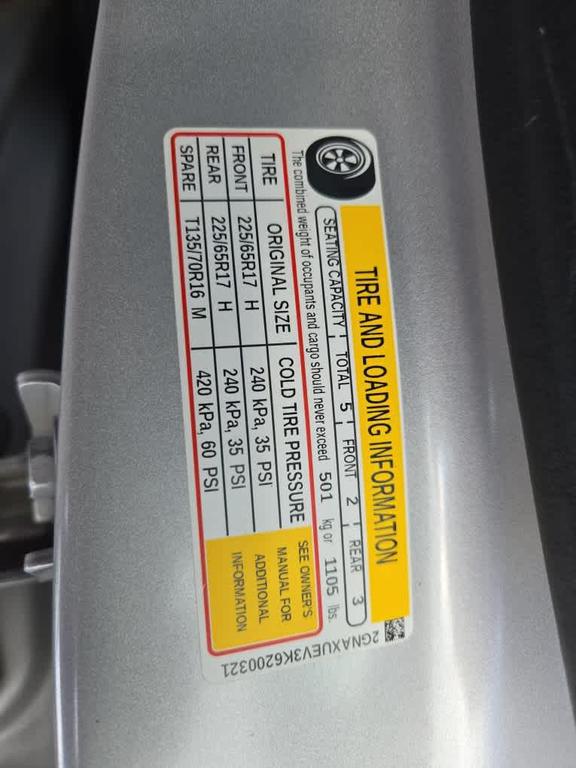 TIRE AND LOADING INFORMATION
SEATING CAPACITY TOTAL 5 FRONT 2 REAR 3
The combined weight of occupants and cargo should never exceed 501 kg or 1105 lbs.
TIRE ORIGINAL SIZE COLD TIRE PRESSURE
FRONT 225/65R17 H 240 kPa, 35 PSI
REAR 225/65R17 H 240 kPa, 35 PSI
SPARE T135/70R16 M 420 kPa, 60 PSI
SEE OWNER'S
MANUAL FOR
ADDITIONAL
INFORMATION
2GNAXUEV3K6200321